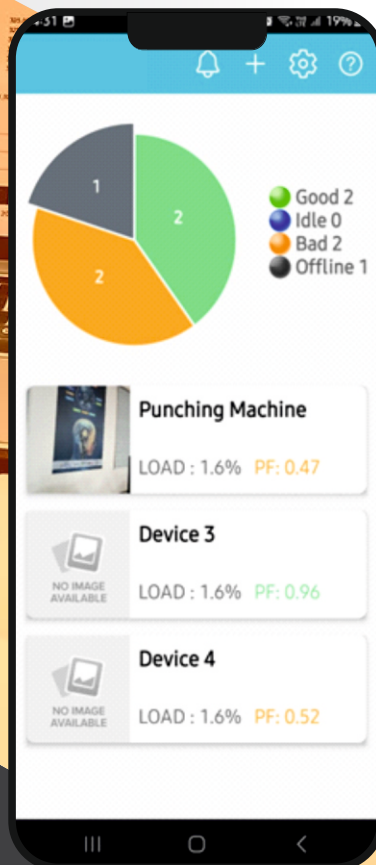 19%
1
2
2
Good 2
Idle 0
Bad 2
Offline 1
Punching Machine
LOAD : 1.6% PF: 0.47
NO IMAGE
AVAILABLE
Device 3
LOAD : 1.6% PF: 0.96
NO IMAGE
AVAILABLE
Device 4
LOAD : 1.6% PF: 0.52